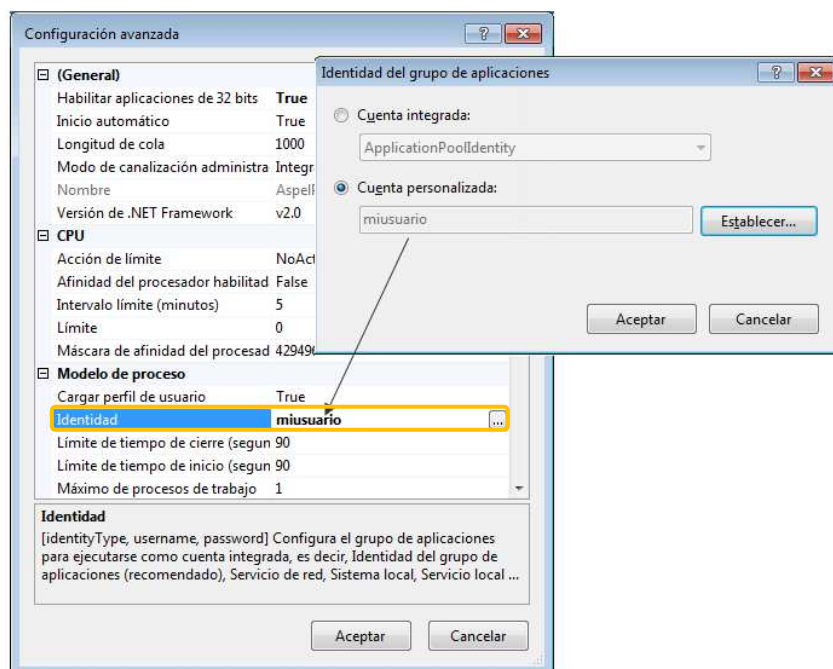 Configuración avanzada
(General)
Habilitar aplicaciones de 32 bits True
Inicio automático True
Longitud de cola 1000
Modo de canalización administra Integr
Nombre Aspel
Versión de .NET Framework v2.0
CPU
Acción de límite NoAct
Afinidad del procesador habilitad False
Intervalo límite (minutos) 5
Límite 0
Máscara de afinidad del procesad 429496
Modelo de proceso
Cargar perfil de usuario True
Identidad miusuario ...
Límite de tiempo de cierre (segun 90
Límite de tiempo de inicio (segun 90
Máximo de procesos de trabajo 1
Identidad
[identityType, username, password] Configura el grupo de aplicaciones
para ejecutarse como cuenta integrada, es decir, Identidad del grupo de
aplicaciones (recomendado), Servicio de red, Sistema local, Servicio local ...
Aceptar Cancelar
Identidad del grupo de aplicaciones
Cuenta integrada:
ApplicationPoolIdentity
Cuenta personalizada:
miusuario Establecer...
Aceptar Cancelar